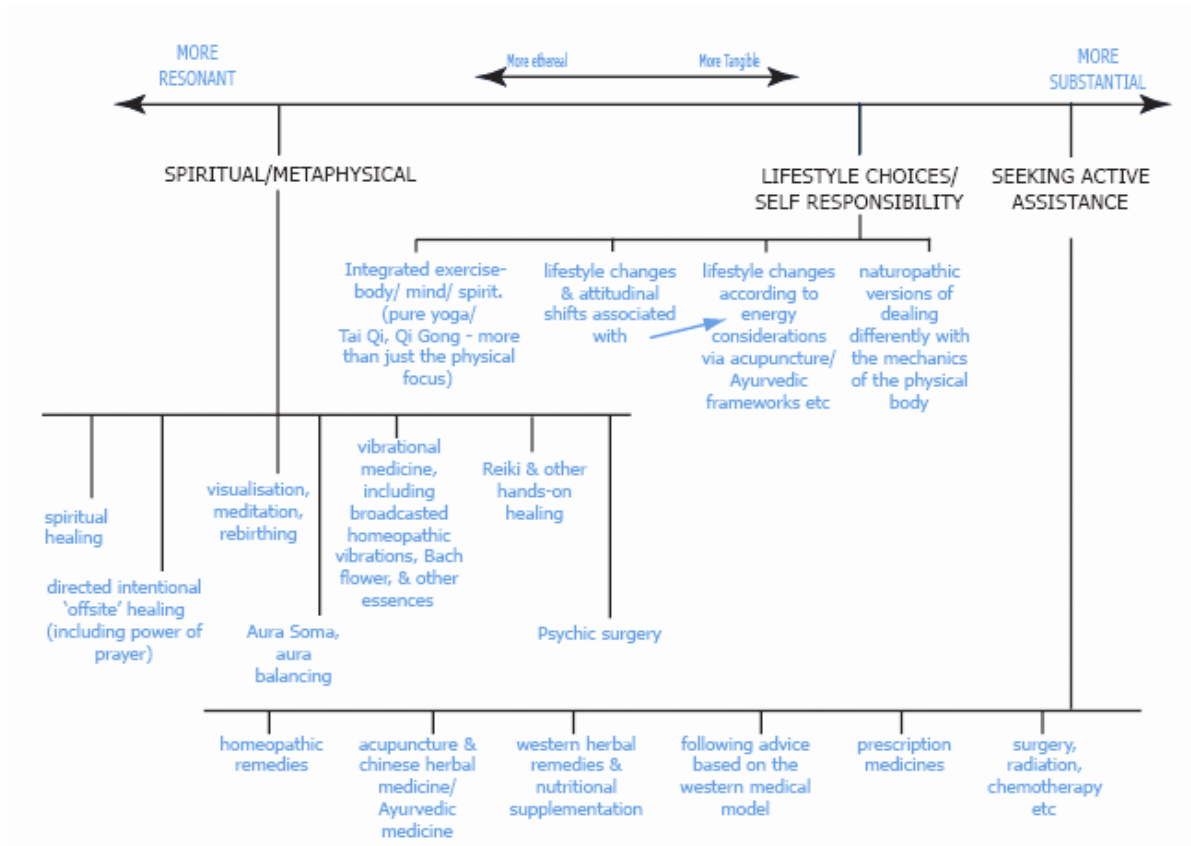 MORE
RESONANT
More ethereal
More Tangible
MORE
SUBSTANTIAL
SPIRITUAL/METAPHYSICAL
LIFESTYLE CHOICES/
SELF RESPONSIBILITY
SEEKING ACTIVE
ASSISTANCE
Integrated exercise-
body/ mind/ spirit.
(pure yoga/
Tai Qi, Qi Gong - more
than just the physical
focus)
lifestyle changes
& attitudinal
shifts associated
with
lifestyle changes
according to
energy
considerations
via acupuncture/
Ayurvedic
frameworks etc
naturopathic
versions of
dealing
differently with
the mechanics
of the physical
body
spiritual
healing
directed intentional
‘offsite’ healing
(including power of
prayer)
visualisation,
meditation,
rebirthing
Aura Soma,
aura
balancing
vibrational
medicine,
including
broadcasted
homeopathic
vibrations, Bach
flower, & other
essences
Reiki & other
hands-on
healing
Psychic surgery
homeopathic
remedies
acupuncture &
chinese herbal
medicine/
Ayurvedic
medicine
western herbal
remedies &
nutritional
supplementation
following advice
based on the
western medical
model
prescription
medicines
surgery,
radiation,
chemotherapy
etc